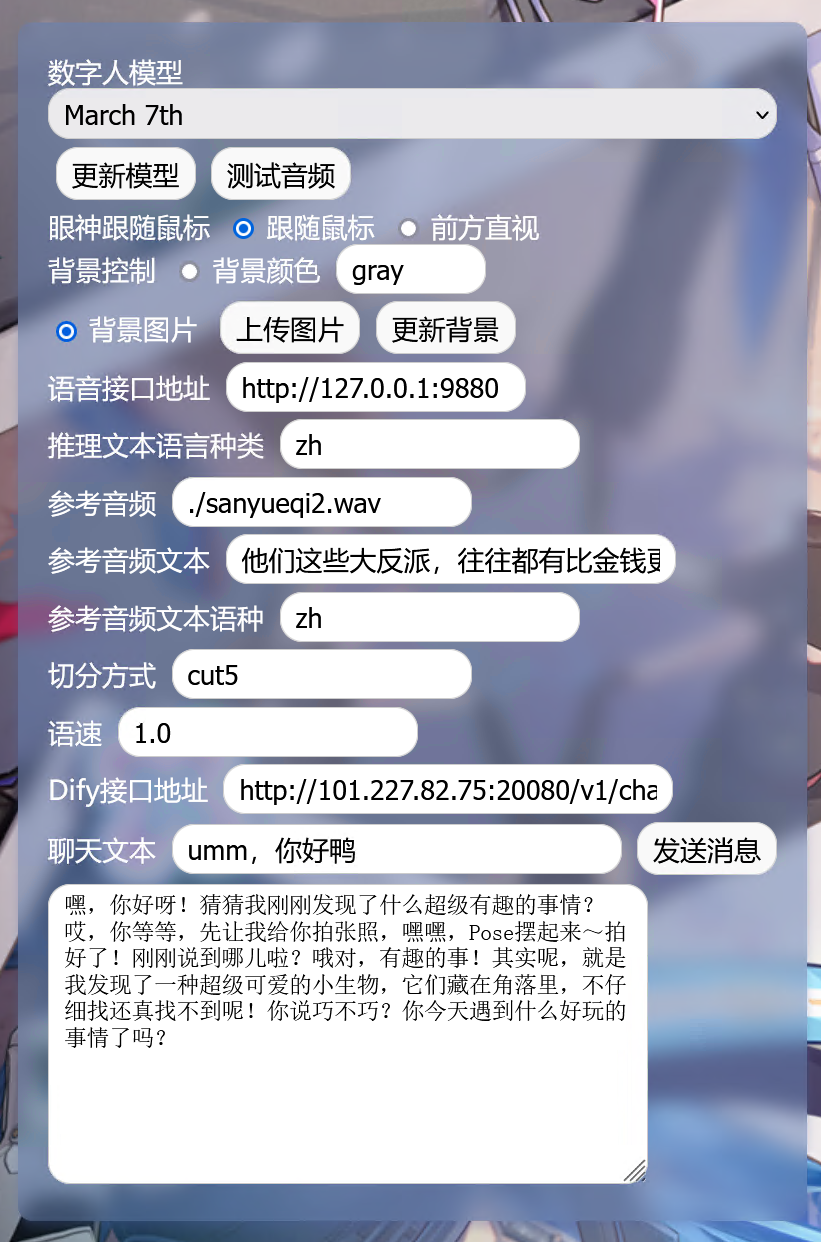 数字人模型
March 7th
更新模型 测试音频
眼神跟随鼠标 跟随鼠标 前方直视
背景控制 背景颜色 gray
背景图片 上传图片 更新背景
语音接口地址 http://127.0.0.1:9880
推理文本语言种类 zh
参考音频 ./sanyueqi2.wav
参考音频文本 他们这些大反派，往往都有比金钱更
参考音频文本语种 zh
切分方式 cut5
语速 1.0
Dify接口地址 http://101.227.82.75:20080/v1/cha
聊天文本 umm，你好鸭 发送消息
嘿，你好呀！猜猜我刚刚发现了什么超级有趣的事情？
哎，你等等，先让我给你拍张照，嘿嘿，Pose摆起来～拍
好了！刚刚说到哪儿啦？哦对，有趣的事！其实呢，就是
我发现了一种超级可爱的小生物，它们藏在角落里，不仔
细找还真找不到呢！你说巧不巧？你今天遇到什么好玩的
事情了吗？